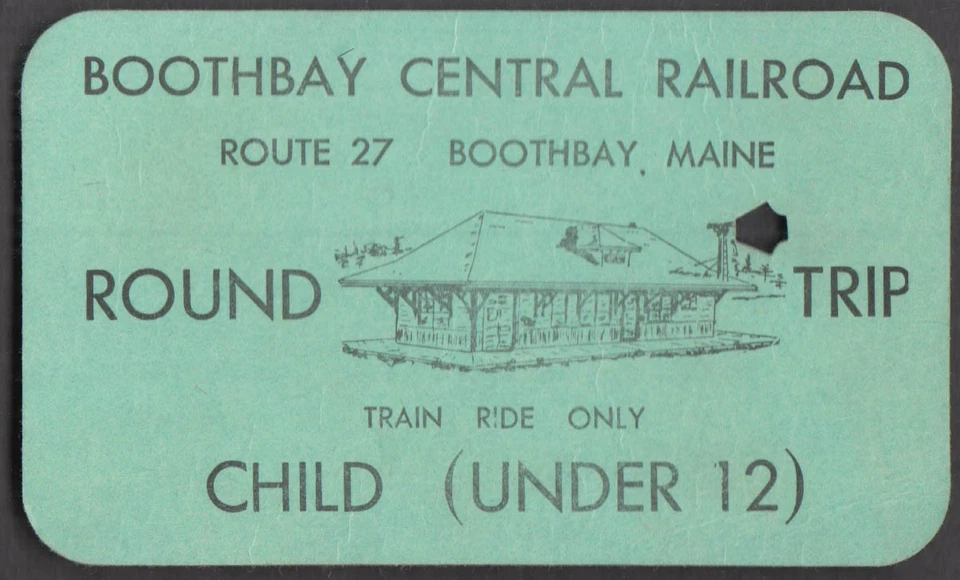 BOOTHBAY CENTRAL RAILROAD
ROUTE 27 BOOTHBAY, MAINE
ROUND TRIP
TRAIN RIDE ONLY
CHILD (UNDER 12)